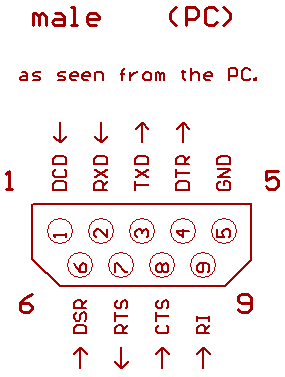 male (PC)
as seen from the PC.
DCD RXD TXD DTR GND
1 5
1 2 3 4 5
6 7 8 9
6 9
DSR RTS CTS RI